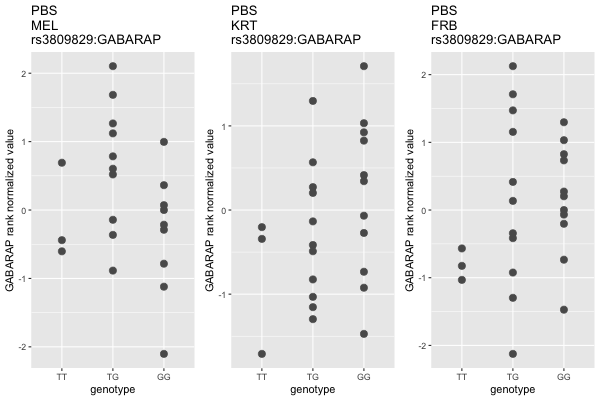 PBS
MEL
rs3809829:GABARAP
GABARAP rank normalized value
2
1
0
-1
-2
TT TG GG
genotype
PBS
KRT
rs3809829:GABARAP
GABARAP rank normalized value
1
0
-1
TT TG GG
genotype
PBS
FRB
rs3809829:GABARAP
GABARAP rank normalized value
2
1
0
-1
-2
TT TG GG
genotype